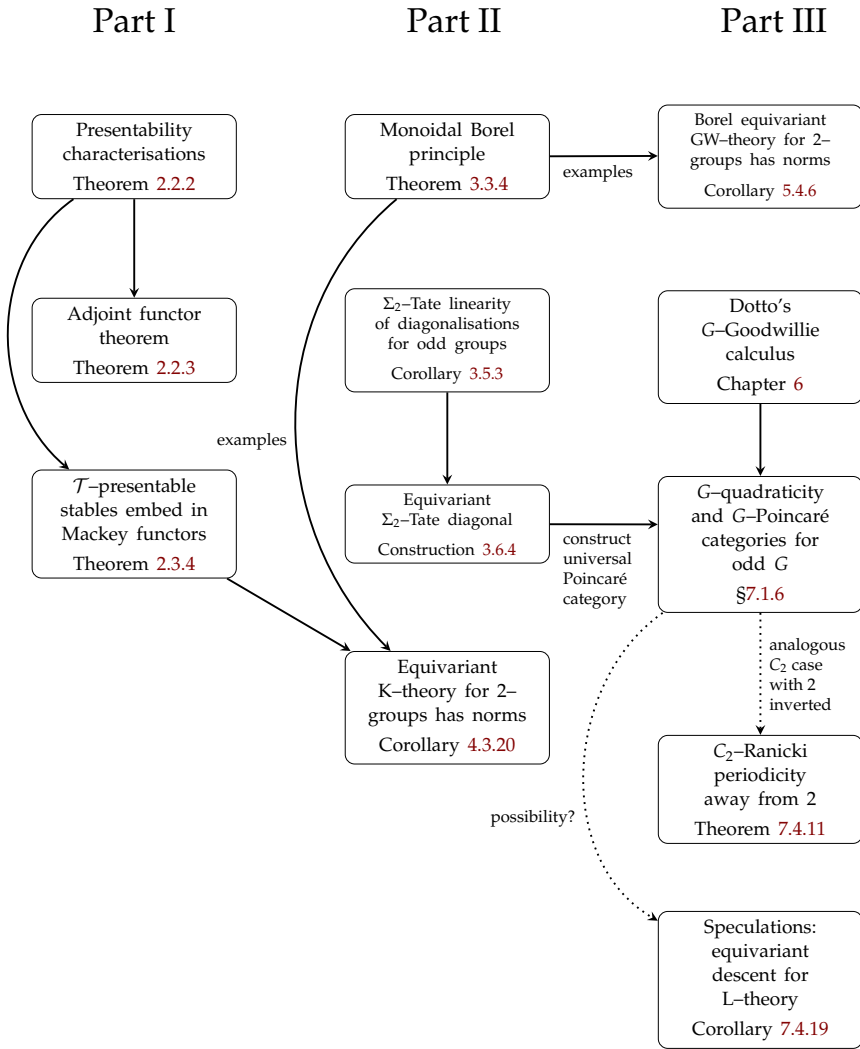 Part I
Part II
Part III
Presentability
characterisations
Theorem 2.2.2
Adjoint functor
theorem
Theorem 2.2.3
𝒯–presentable
stables embed in
Mackey functors
Theorem 2.3.4
Monoidal Borel
principle
Theorem 3.3.4
examples
Σ₂–Tate linearity
of diagonalisations
for odd groups
Corollary 3.5.3
examples
Equivariant
Σ₂–Tate diagonal
Construction 3.6.4
construct
universal
Poincaré
category
Equivariant
K–theory for 2–
groups has norms
Corollary 4.3.20
Borel equivariant
GW–theory for 2–
groups has norms
Corollary 5.4.6
Dotto's
G–Goodwillie
calculus
Chapter 6
G–quadraticity
and G–Poincaré
categories for
odd G
§7.1.6
analogous
C₂ case
with 2
inverted
C₂–Ranicki
periodicity
away from 2
Theorem 7.4.11
possibility?
Speculations:
equivariant
descent for
L–theory
Corollary 7.4.19